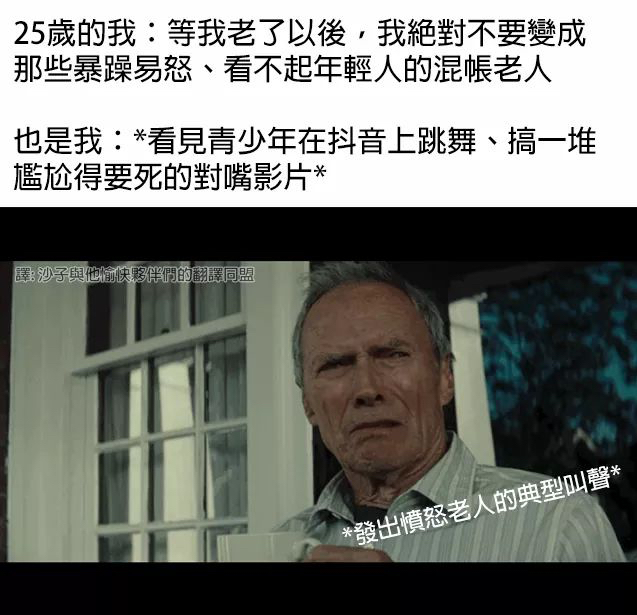 25歲的我：等我老了以後，我絕對不要變成
那些暴躁易怒、看不起年輕人的混帳老人
也是我：*看見青少年在抖音上跳舞、搞一堆
尷尬得要死的對嘴影片*
譯: 沙子與他愉快夥伴們的翻譯同盟
*發出憤怒老人的典型叫聲*